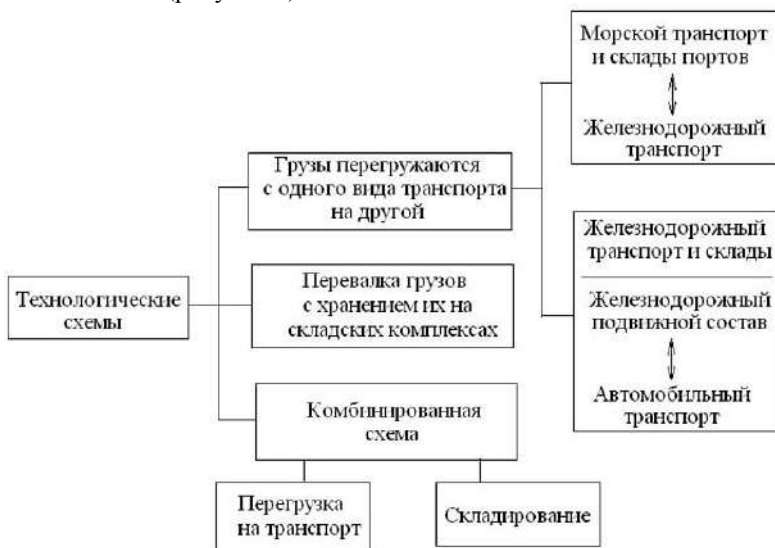 Морской транспорт
и склады портов
Железнодорожный
транспорт
Грузы перегружаются
с одного вида транспорта
на другой
Железнодорожный
транспорт и склады
Железнодорожный
подвижной состав
Автомобильный
транспорт
Технологические
схемы
Перевалка грузов
с хранением их на
складских комплексах
Комбинированная
схема
Перегрузка
на транспорт
Складирование